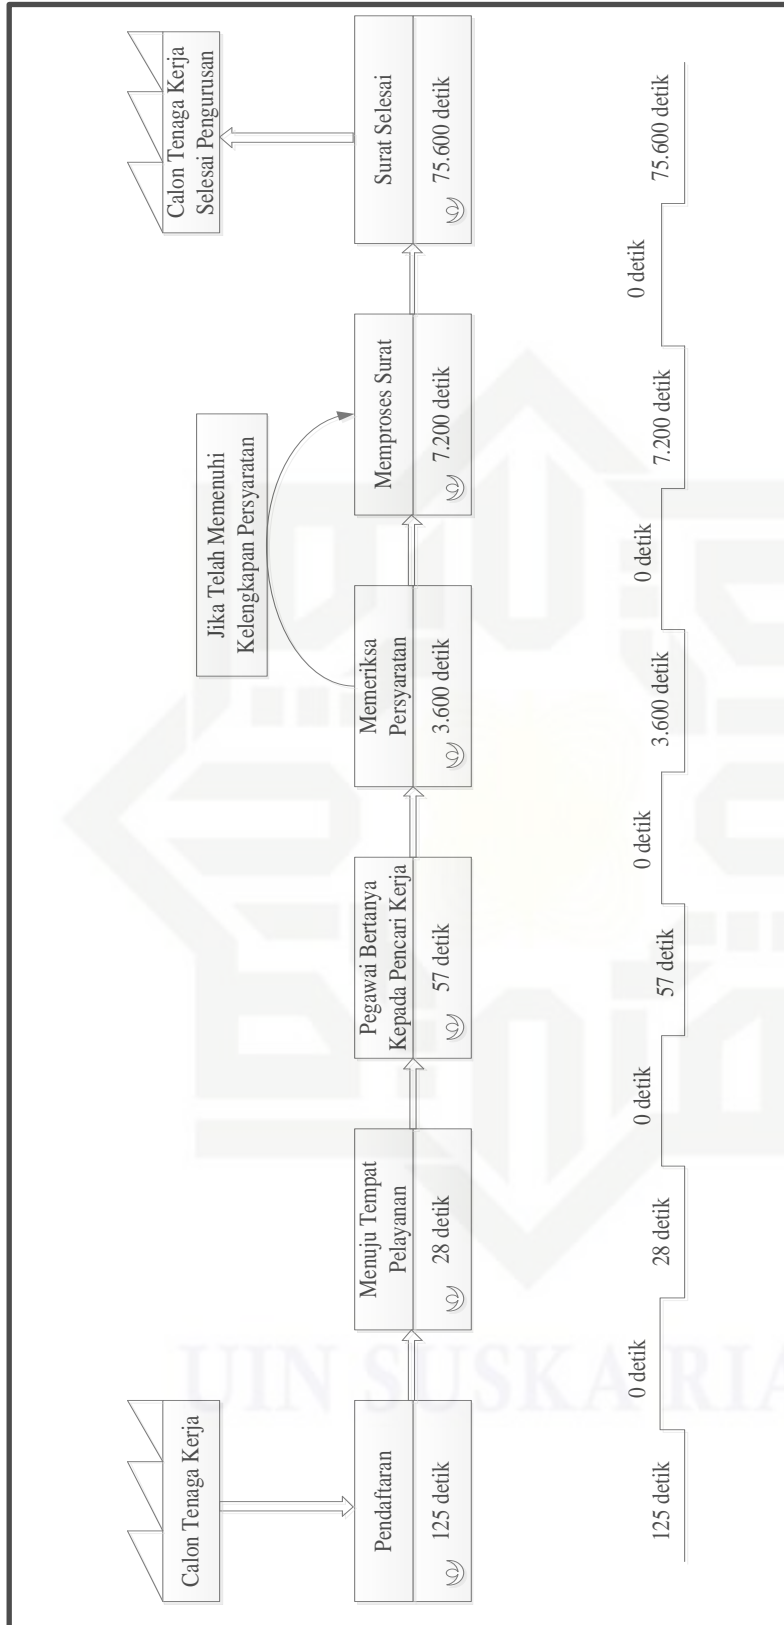 Calon Tenaga Kerja
Calon Tenaga Kerja
Selesai Pengurusan
Jika Telah Memenuhi
Kelengkapan Persyaratan
Pendaftaran
125 detik
Menuju Tempat
Pelayanan
28 detik
Pegawai Bertanya
Kepada Pencari Kerja
57 detik
Memeriksa
Persyaratan
3.600 detik
Memproses Surat
7.200 detik
Surat Selesai
75.600 detik
125 detik
0 detik
28 detik
0 detik
57 detik
0 detik
3.600 detik
0 detik
7.200 detik
0 detik
75.600 detik
UIN SUSKA RIA